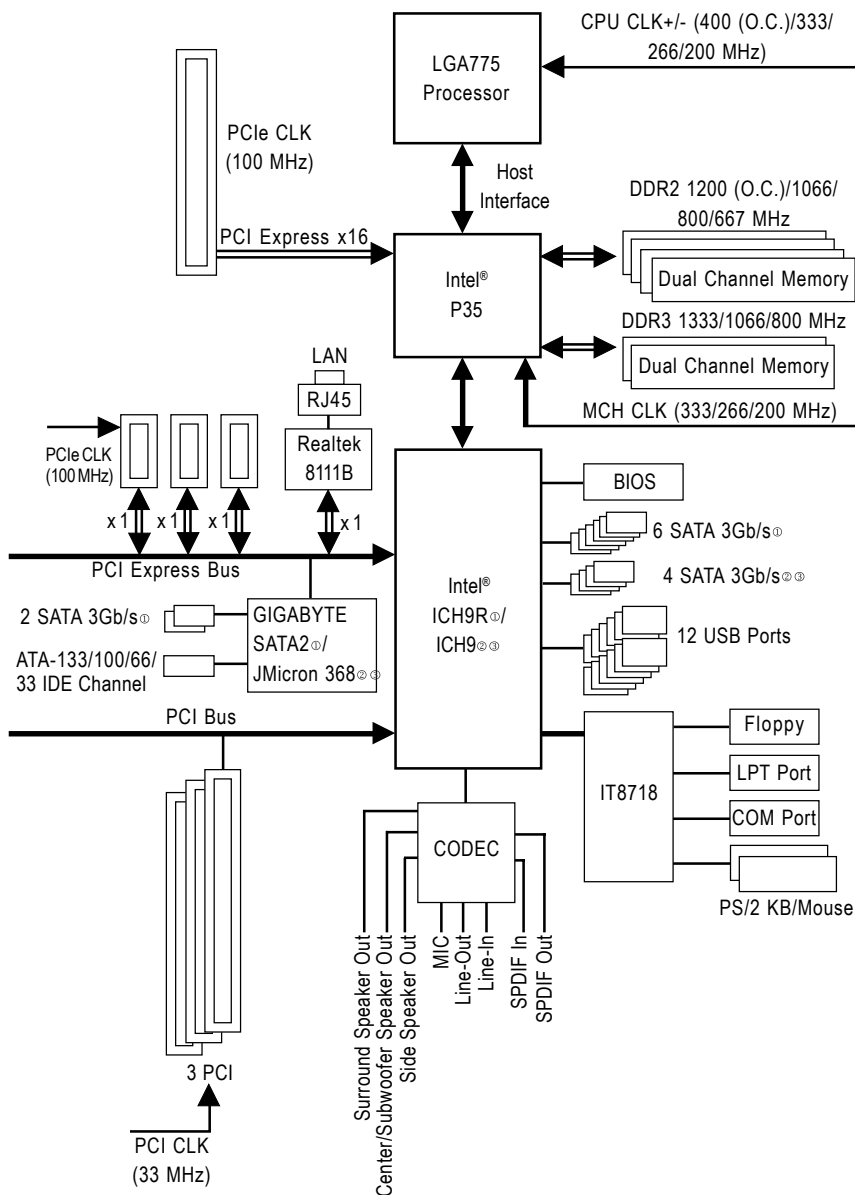 CPU CLK+/- (400 (O.C.)/333/
266/200 MHz)
LGA775
Processor
PCIe CLK
(100 MHz)
Host
Interface
DDR2 1200 (O.C.)/1066/
800/667 MHz
PCI Express x16
Dual Channel Memory
Intel®
P35
DDR3 1333/1066/800 MHz
Dual Channel Memory
LAN
RJ45
MCH CLK (333/266/200 MHz)
Realtek
8111B
PCIe CLK
(100 MHz)
BIOS
x 1
x 1
x 1
x 1
6 SATA 3Gb/s①
PCI Express Bus
4 SATA 3Gb/s②③
Intel®
ICH9R①/
ICH9②③
2 SATA 3Gb/s①
GIGABYTE
SATA2①/
JMicron 368②③
12 USB Ports
ATA-133/100/66/
33 IDE Channel
PCI Bus
Floppy
LPT Port
IT8718
COM Port
CODEC
PS/2 KB/Mouse
Surround Speaker Out
Center/Subwoofer Speaker Out
Side Speaker Out
MIC
Line-Out
Line-In
SPDIF In
SPDIF Out
3 PCI
PCI CLK
(33 MHz)